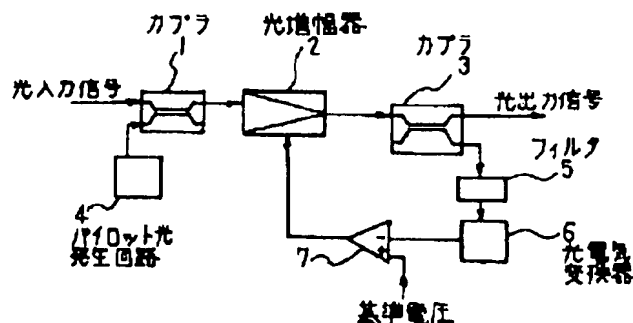 カプラ
1
光増幅器
2
カプラ
3
光入力信号
光出力信号
フィルタ
5
4
パイロット光
発生回路
6
光電気
変換器
7
基準電圧